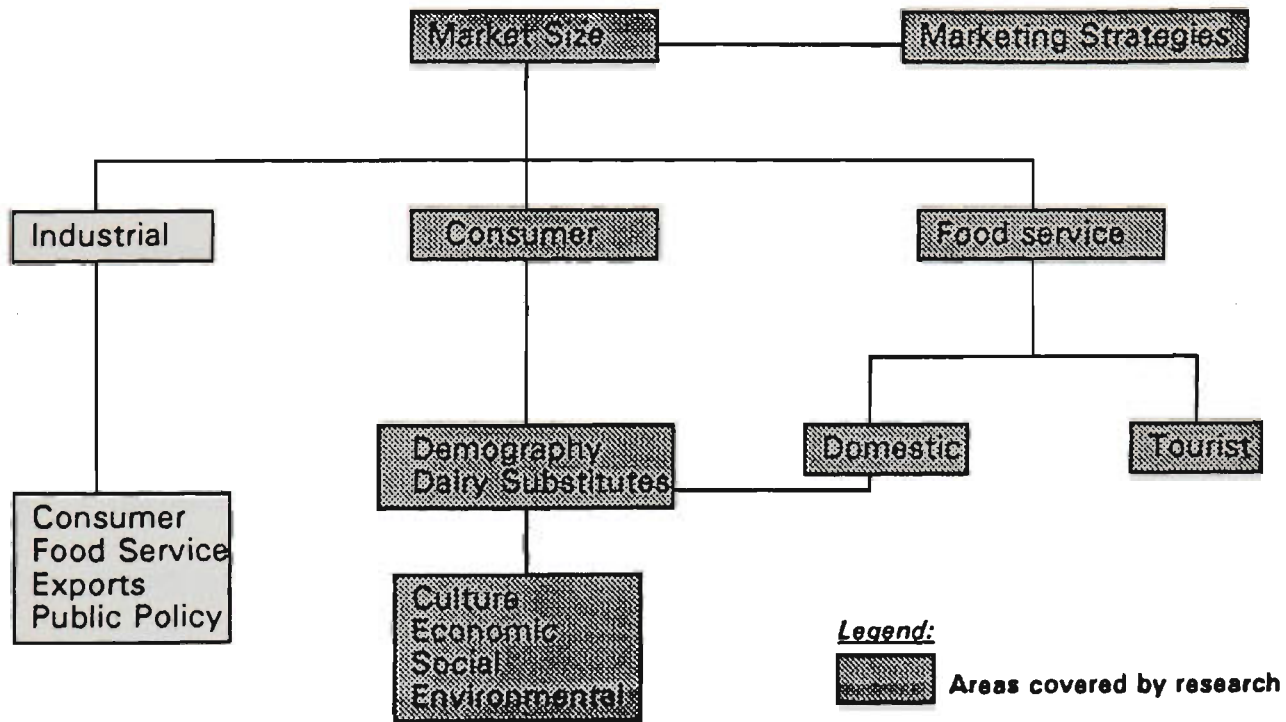 Market Size
Marketing Strategies
Industrial
Consumer
Food service
Demography
Dairy Substitutes
Domestic
Tourist
Consumer
Food Service
Exports
Public Policy
Culture
Economic
Social
Environmental
Legend:
Areas covered by research